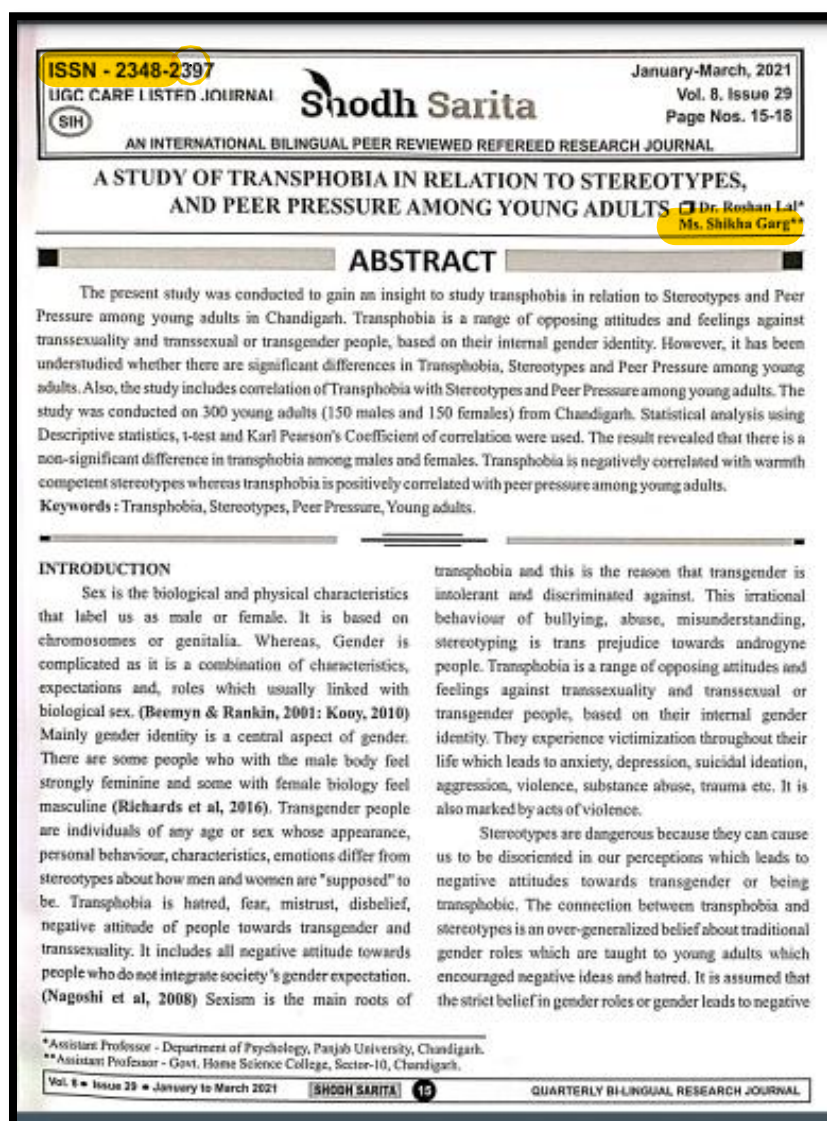 ISSN - 2348-2397
UGC CARE LISTED JOURNAL
SIH
Shodh Sarita
January-March, 2021
Vol. 8, Issue 29
Page Nos. 15-18
AN INTERNATIONAL BILINGUAL PEER REVIEWED REFEREED RESEARCH JOURNAL
A STUDY OF TRANSPHOBIA IN RELATION TO STEREOTYPES,
AND PEER PRESSURE AMONG YOUNG ADULTS
Dr. Roshan Lal*
Ms. Shikha Garg**
ABSTRACT
The present study was conducted to gain an insight to study transphobia in relation to Stereotypes and Peer
Pressure among young adults in Chandigarh. Transphobia is a range of opposing attitudes and feelings against
transsexuality and transsexual or transgender people, based on their internal gender identity. However, it has been
understudied whether there are significant differences in Transphobia, Stereotypes and Peer Pressure among young
adults. Also, the study includes correlation of Transphobia with Stereotypes and Peer Pressure among young adults. The
study was conducted on 300 young adults (150 males and 150 females) from Chandigarh. Statistical analysis using
Descriptive statistics, t-test and Karl Pearson's Coefficient of correlation were used. The result revealed that there is a
non-significant difference in transphobia among males and females. Transphobia is negatively correlated with warmth
competent stereotypes whereas transphobia is positively correlated with peer pressure among young adults.
Keywords : Transphobia, Stereotypes, Peer Pressure, Young adults.
INTRODUCTION
Sex is the biological and physical characteristics
that label us as male or female. It is based on
chromosomes or genitalia. Whereas, Gender is
complicated as it is a combination of characteristics,
expectations and, roles which usually linked with
biological sex. (Beemyn & Rankin, 2001: Kooy, 2010)
Mainly gender identity is a central aspect of gender.
There are some people who with the male body feel
strongly feminine and some with female biology feel
masculine (Richards et al, 2016). Transgender people
are individuals of any age or sex whose appearance,
personal behaviour, characteristics, emotions differ from
stereotypes about how men and women are "supposed" to
be. Transphobia is hatred, fear, mistrust, disbelief,
negative attitude of people towards transgender and
transsexuality. It includes all negative attitude towards
people who do not integrate society's gender expectation.
(Nagoshi et al, 2008) Sexism is the main roots of
transphobia and this is the reason that transgender is
intolerant and discriminated against. This irrational
behaviour of bullying, abuse, misunderstanding,
stereotyping is trans prejudice towards androgyne
people. Transphobia is a range of opposing attitudes and
feelings against transsexuality and transsexual or
transgender people, based on their internal gender
identity. They experience victimization throughout their
life which leads to anxiety, depression, suicidal ideation,
aggression, violence, substance abuse, trauma etc. It is
also marked by acts of violence.
Stereotypes are dangerous because they can cause
us to be disoriented in our perceptions which leads to
negative attitudes towards transgender or being
transphobic. The connection between transphobia and
stereotypes is an over-generalized belief about traditional
gender roles which are taught to young adults which
encouraged negative ideas and hatred. It is assumed that
the strict belief in gender roles or gender leads to negative
*Assistant Professor - Department of Psychology, Panjab University, Chandigarh.
**Assistant Professor - Govt. Home Science College, Sector-10, Chandigarh.
Vol. 8 • Issue 29 • January to March 2021
SHODH SARITA
15
QUARTERLY BI-LINGUAL RESEARCH JOURNAL